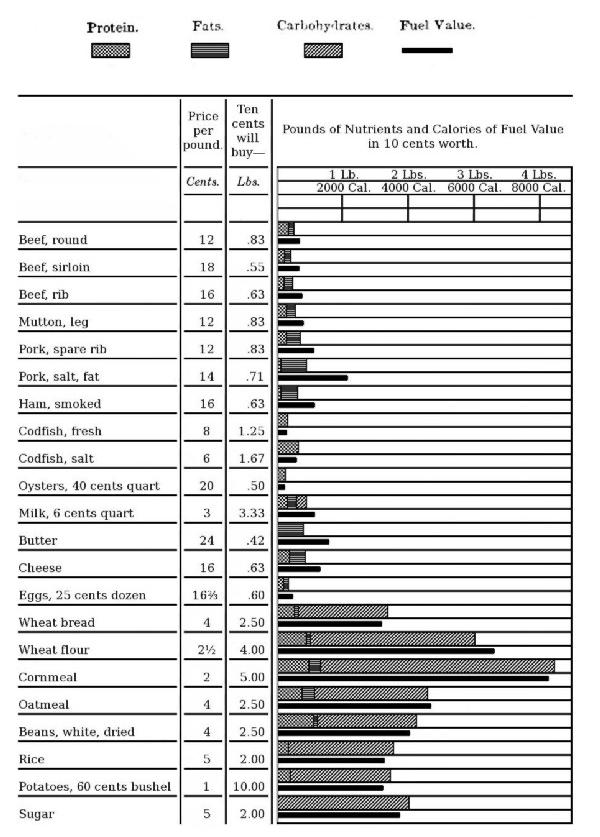 Protein. Fats. Carbohydrates. Fuel Value.
Price per pound.
Ten cents will buy—
Pounds of Nutrients and Calories of Fuel Value
in 10 cents worth.
Cents. Lbs.
1 Lb. 2 Lbs. 3 Lbs. 4 Lbs.
2000 Cal. 4000 Cal. 6000 Cal. 8000 Cal.
Beef, round 12 .83
Beef, sirloin 18 .55
Beef, rib 16 .63
Mutton, leg 12 .83
Pork, spare rib 12 .83
Pork, salt, fat 14 .71
Ham, smoked 16 .63
Codfish, fresh 8 1.25
Codfish, salt 6 1.67
Oysters, 40 cents quart 20 .50
Milk, 6 cents quart 3 3.33
Butter 24 .42
Cheese 16 .63
Eggs, 25 cents dozen 16⅔ .60
Wheat bread 4 2.50
Wheat flour 2½ 4.00
Cornmeal 2 5.00
Oatmeal 4 2.50
Beans, white, dried 4 2.50
Rice 5 2.00
Potatoes, 60 cents bushel 1 10.00
Sugar 5 2.00